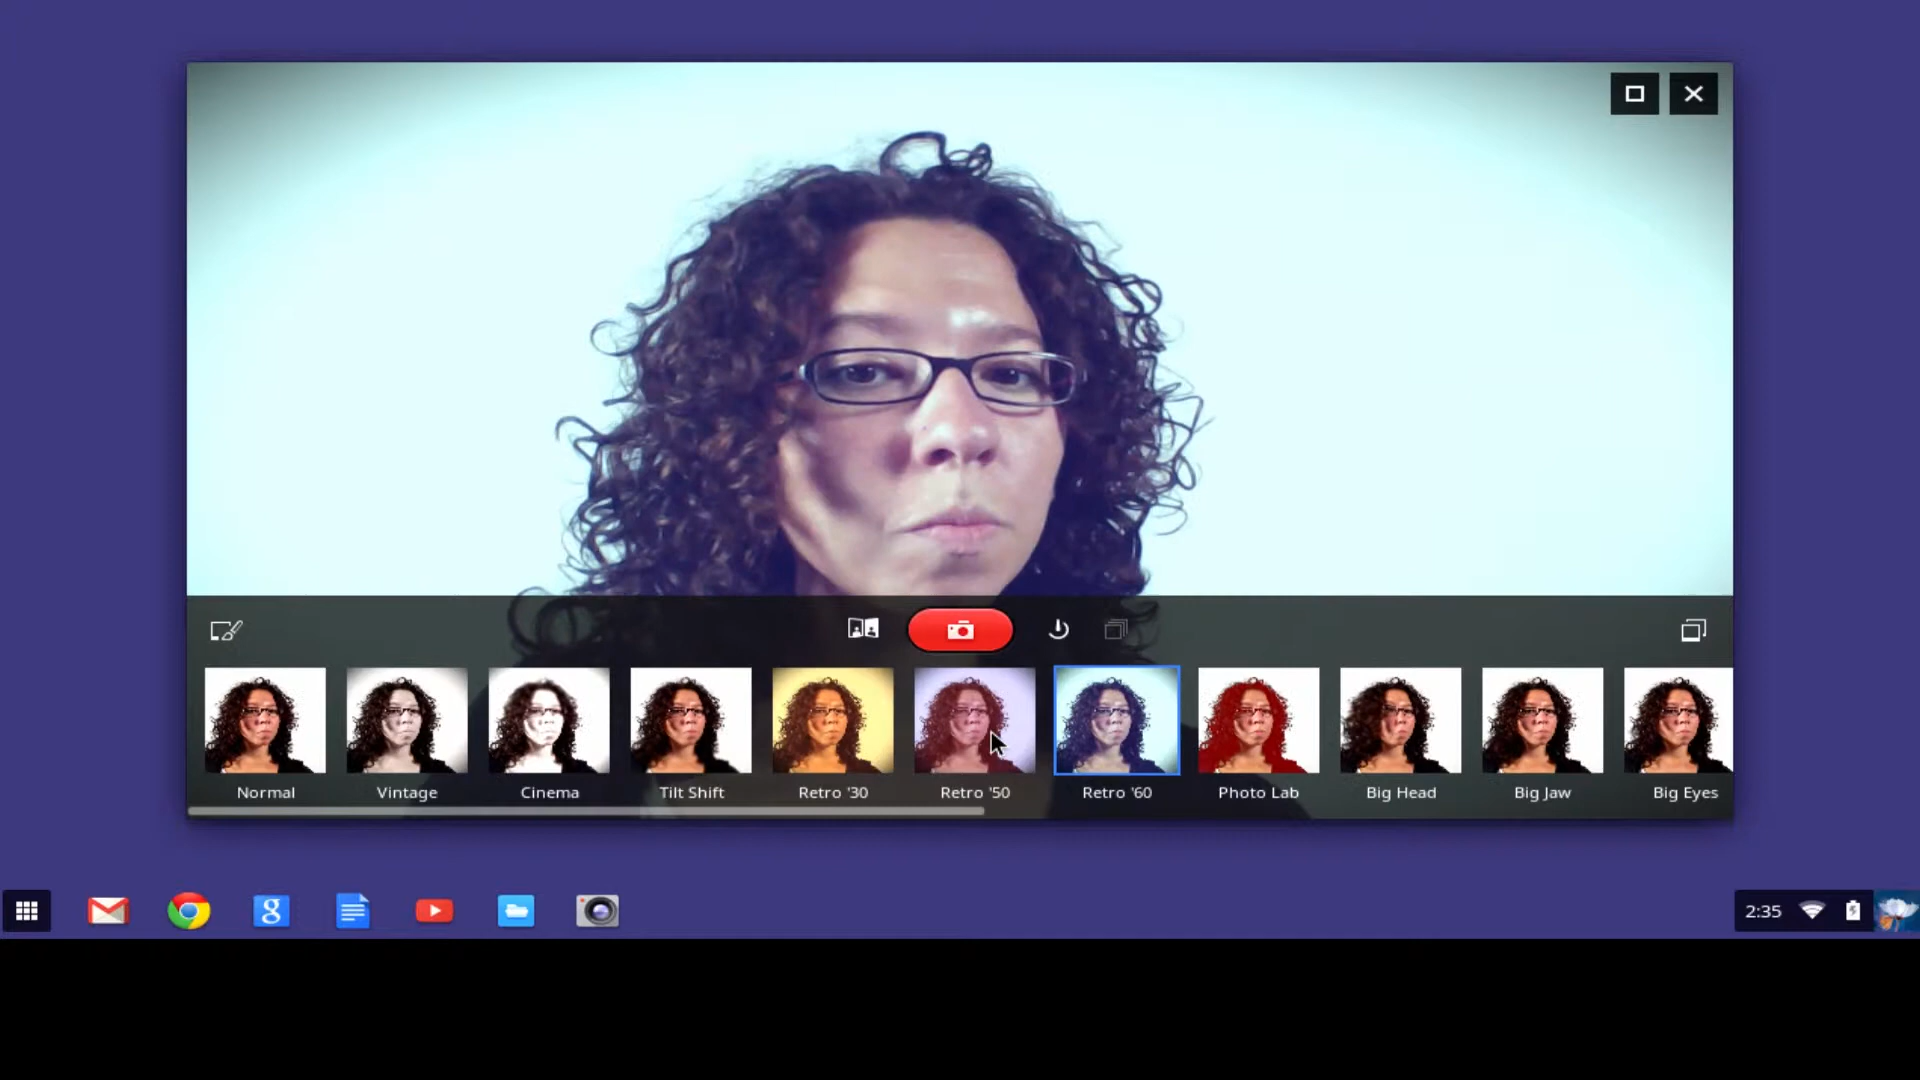 Normal
Vintage
Cinema
Tilt Shift
Retro '30
Retro '50
Retro '60
Photo Lab
Big Head
Big Jaw
Big Eyes
g
2:35